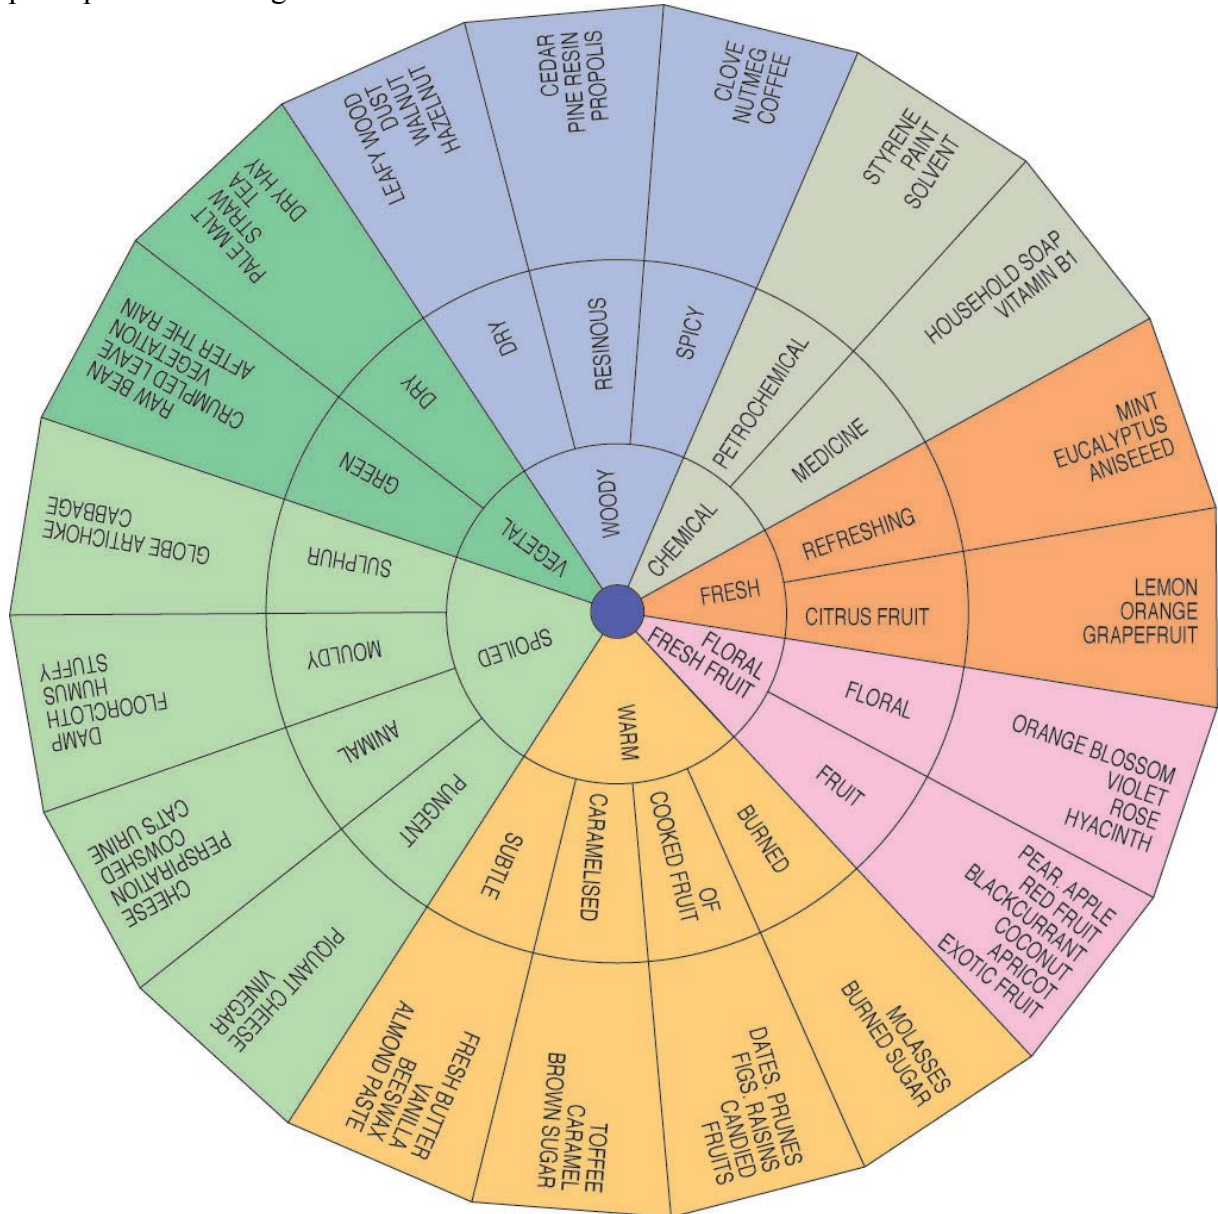 WOODY
DRY
LEAFY WOOD
DUST
WALNUT
HAZELNUT
RESINOUS
CEDAR
PINE RESIN
PROPOLIS
SPICY
CLOVE
NUTMEG
COFFEE
CHEMICAL
PETROCHEMICAL
STYRENE
PAINT
SOLVENT
MEDICINE
HOUSEHOLD SOAP
VITAMIN B1
FRESH
REFRESHING
MINT
EUCALYPTUS
ANISEEED
CITRUS FRUIT
LEMON
ORANGE
GRAPEFRUIT
FLORAL
FRESH FRUIT
FLORAL
ORANGE BLOSSOM
VIOLET
ROSE
HYACINTH
FRUIT
PEAR. APPLE
RED FRUIT
BLACKCURRANT
COCONUT
APRICOT
EXOTIC FRUIT
WARM
BURNED
MOLASSES
BURNED SUGAR
OF
COOKED FRUIT
DATES. PRUNES
FIGS. RAISINS
CANDIED
FRUITS
CARAMELISED
TOFFEE
CARAMEL
BROWN SUGAR
SUBTLE
FRESH BUTTER
VANILLA
BEESWAX
ALMOND PASTE
SPOILED
PUNGENT
PIQUANT CHEESE
VINEGAR
ANIMAL
CHEESE
PERSPIRATION
COWSHED
CAT'S URINE
MOULDY
DAMP
FLOORCLOTH
HUMUS
STUFFY
SULPHUR
GLOBE ARTICHOKE
CABBAGE
VEGETAL
GREEN
RAW BEAN
CRUMPLED LEAVE
VEGETATION
AFTER THE RAIN
DRY
PALE MALT
STRAW
TEA
DRY HAY